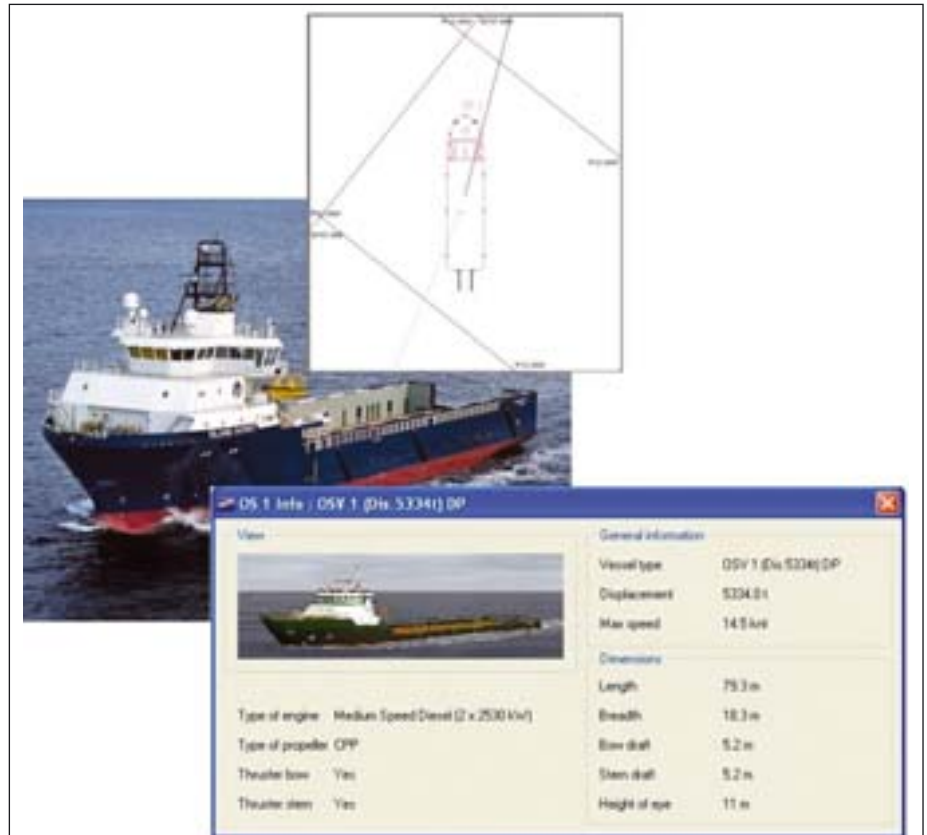 OS 1 Info : OSV 1 (Dis.5334t) DP
View
Type of engine Medium Speed Diesel (2 x 2530 kW)
Type of propeller CPP
Thruster bow Yes
Thruster stern Yes
General information
Vessel type OSV 1 (Dis.5334t) DP
Displacement 5334.0 t
Max speed 14.5 knt
Dimensions
Length 79.3 m
Breadth 18.3 m
Bow draft 5.2 m
Stern draft 5.2 m
Height of eye 11 m